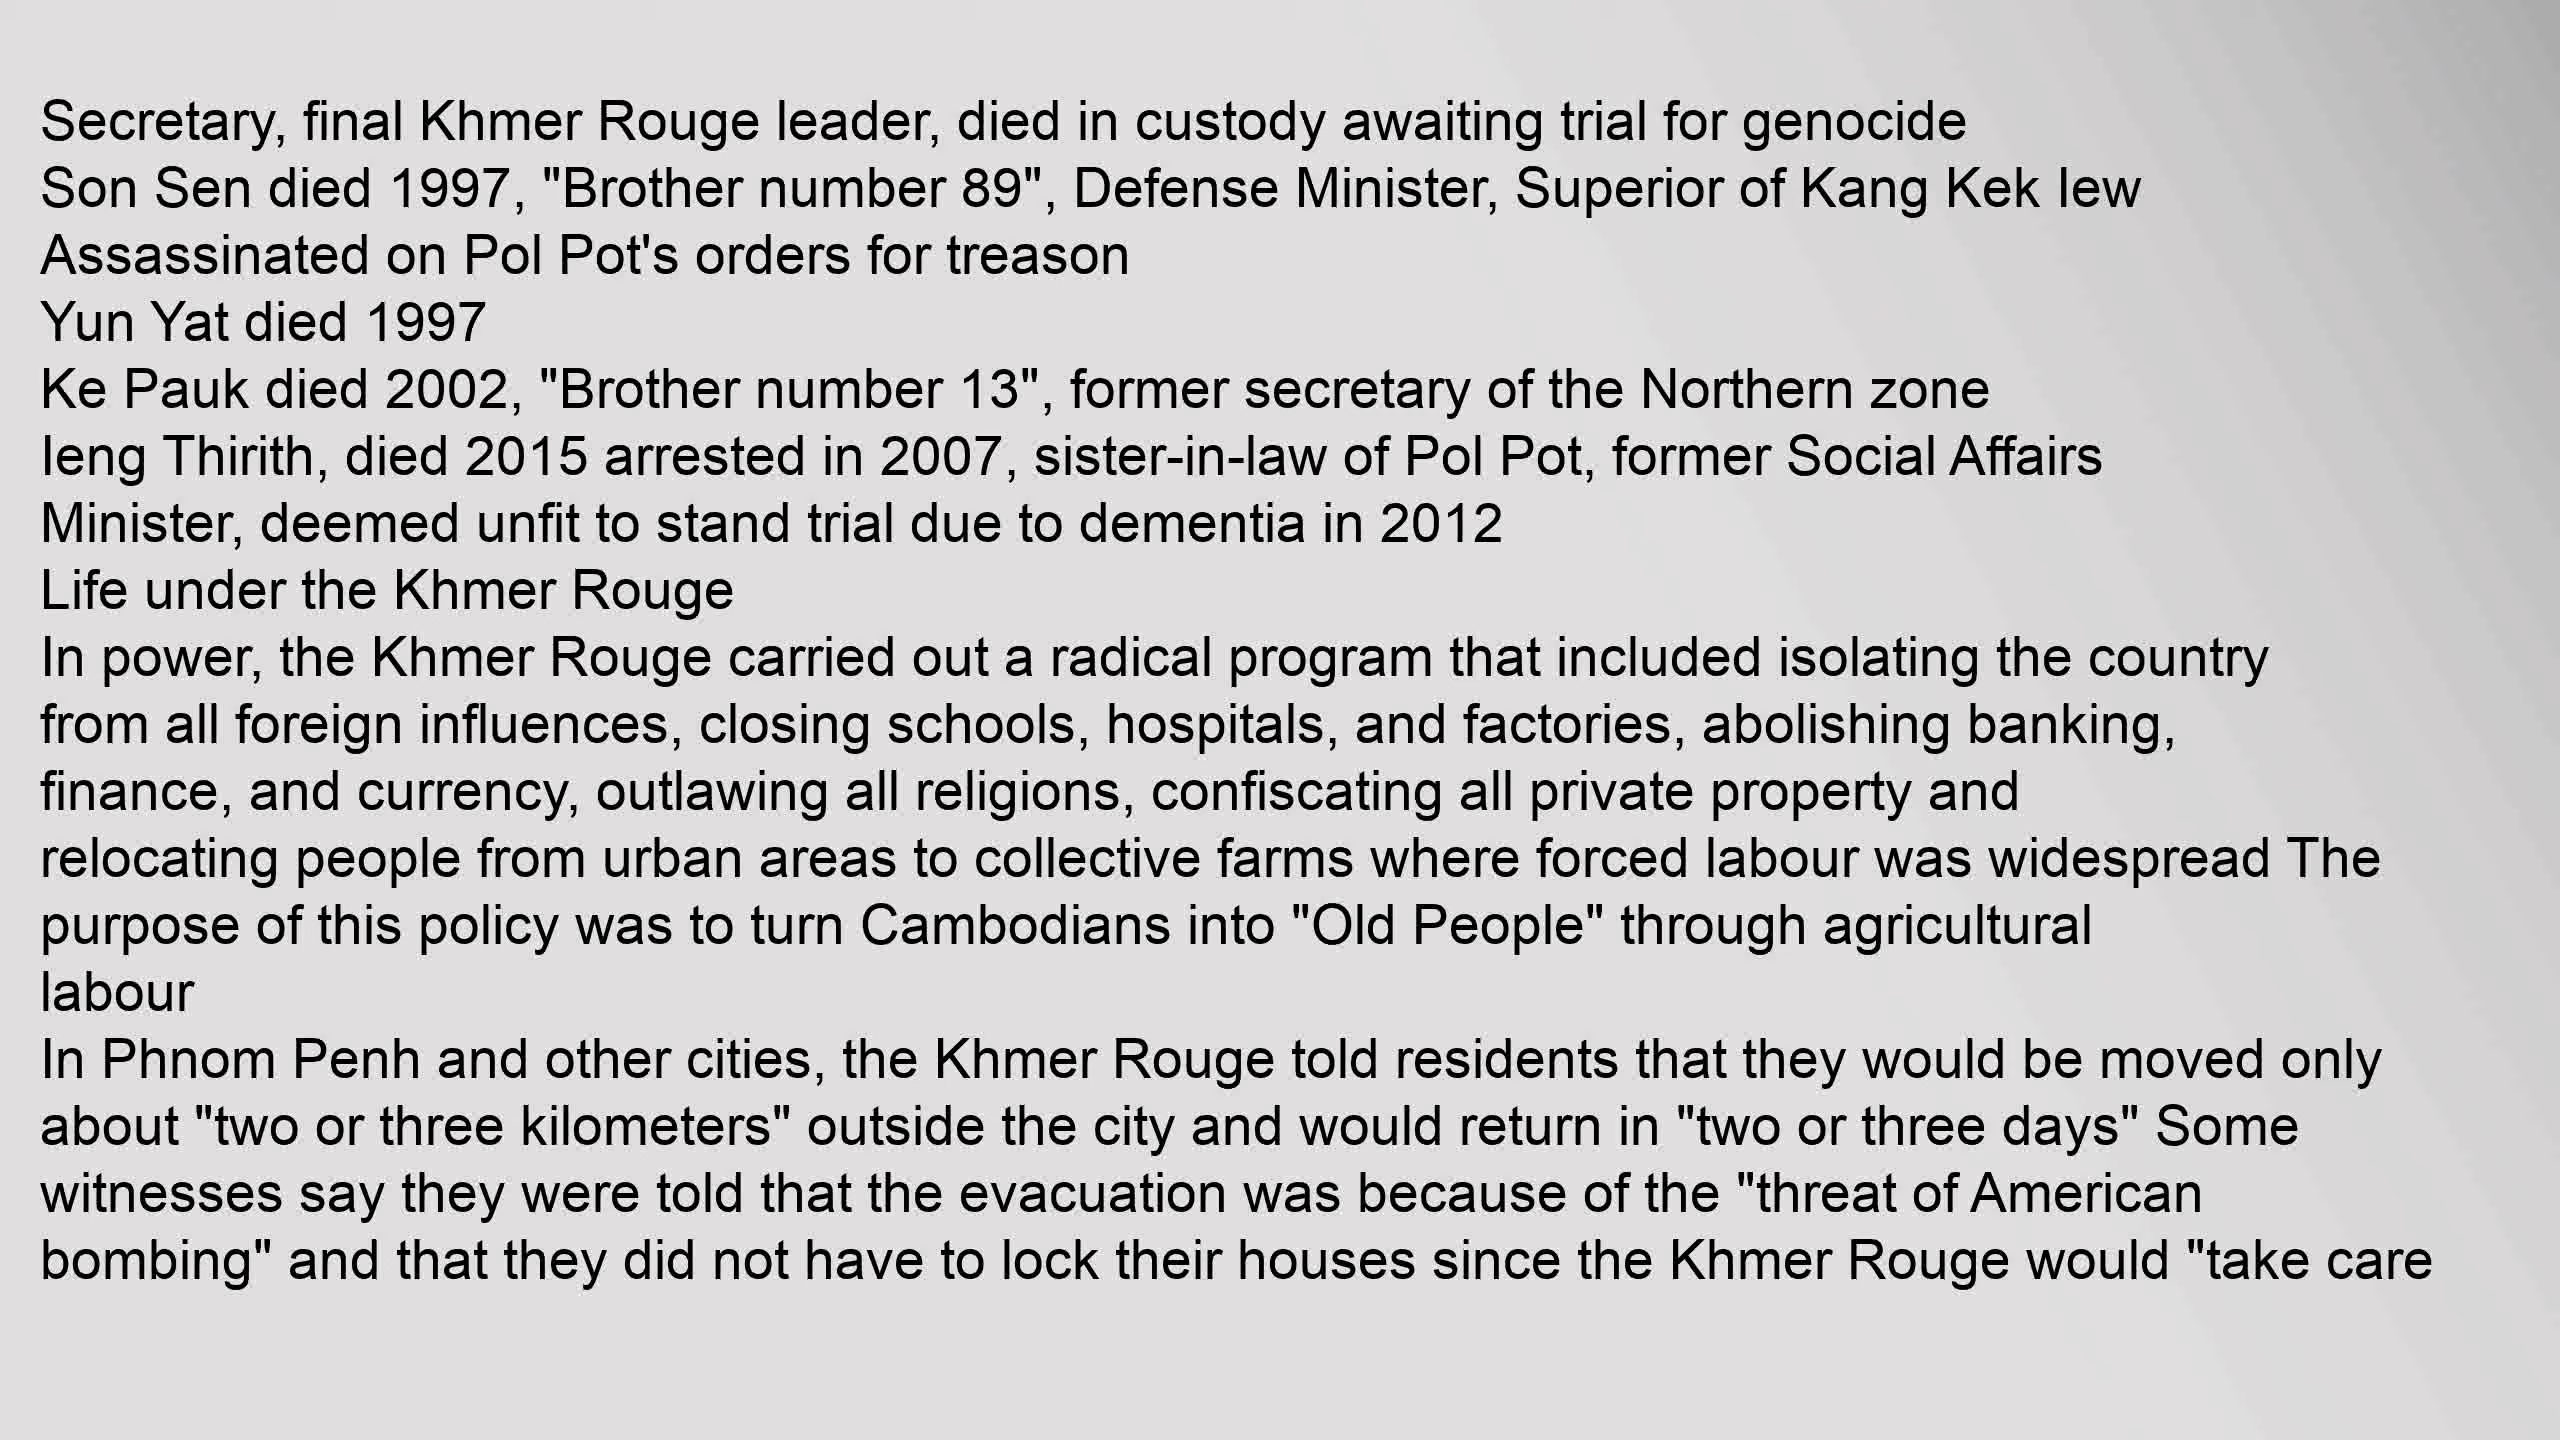 Secretary, final Khmer Rouge leader, died in custody awaiting trial for genocide
Son Sen died 1997, "Brother number 89", Defense Minister, Superior of Kang Kek Iew
Assassinated on Pol Pot's orders for treason
Yun Yat died 1997
Ke Pauk died 2002, "Brother number 13", former secretary of the Northern zone
Ieng Thirith, died 2015 arrested in 2007, sister-in-law of Pol Pot, former Social Affairs
Minister, deemed unfit to stand trial due to dementia in 2012
Life under the Khmer Rouge
In power, the Khmer Rouge carried out a radical program that included isolating the country
from all foreign influences, closing schools, hospitals, and factories, abolishing banking,
finance, and currency, outlawing all religions, confiscating all private property and
relocating people from urban areas to collective farms where forced labour was widespread The
purpose of this policy was to turn Cambodians into "Old People" through agricultural
labour
In Phnom Penh and other cities, the Khmer Rouge told residents that they would be moved only
about "two or three kilometers" outside the city and would return in "two or three days" Some
witnesses say they were told that the evacuation was because of the "threat of American
bombing" and that they did not have to lock their houses since the Khmer Rouge would "take care